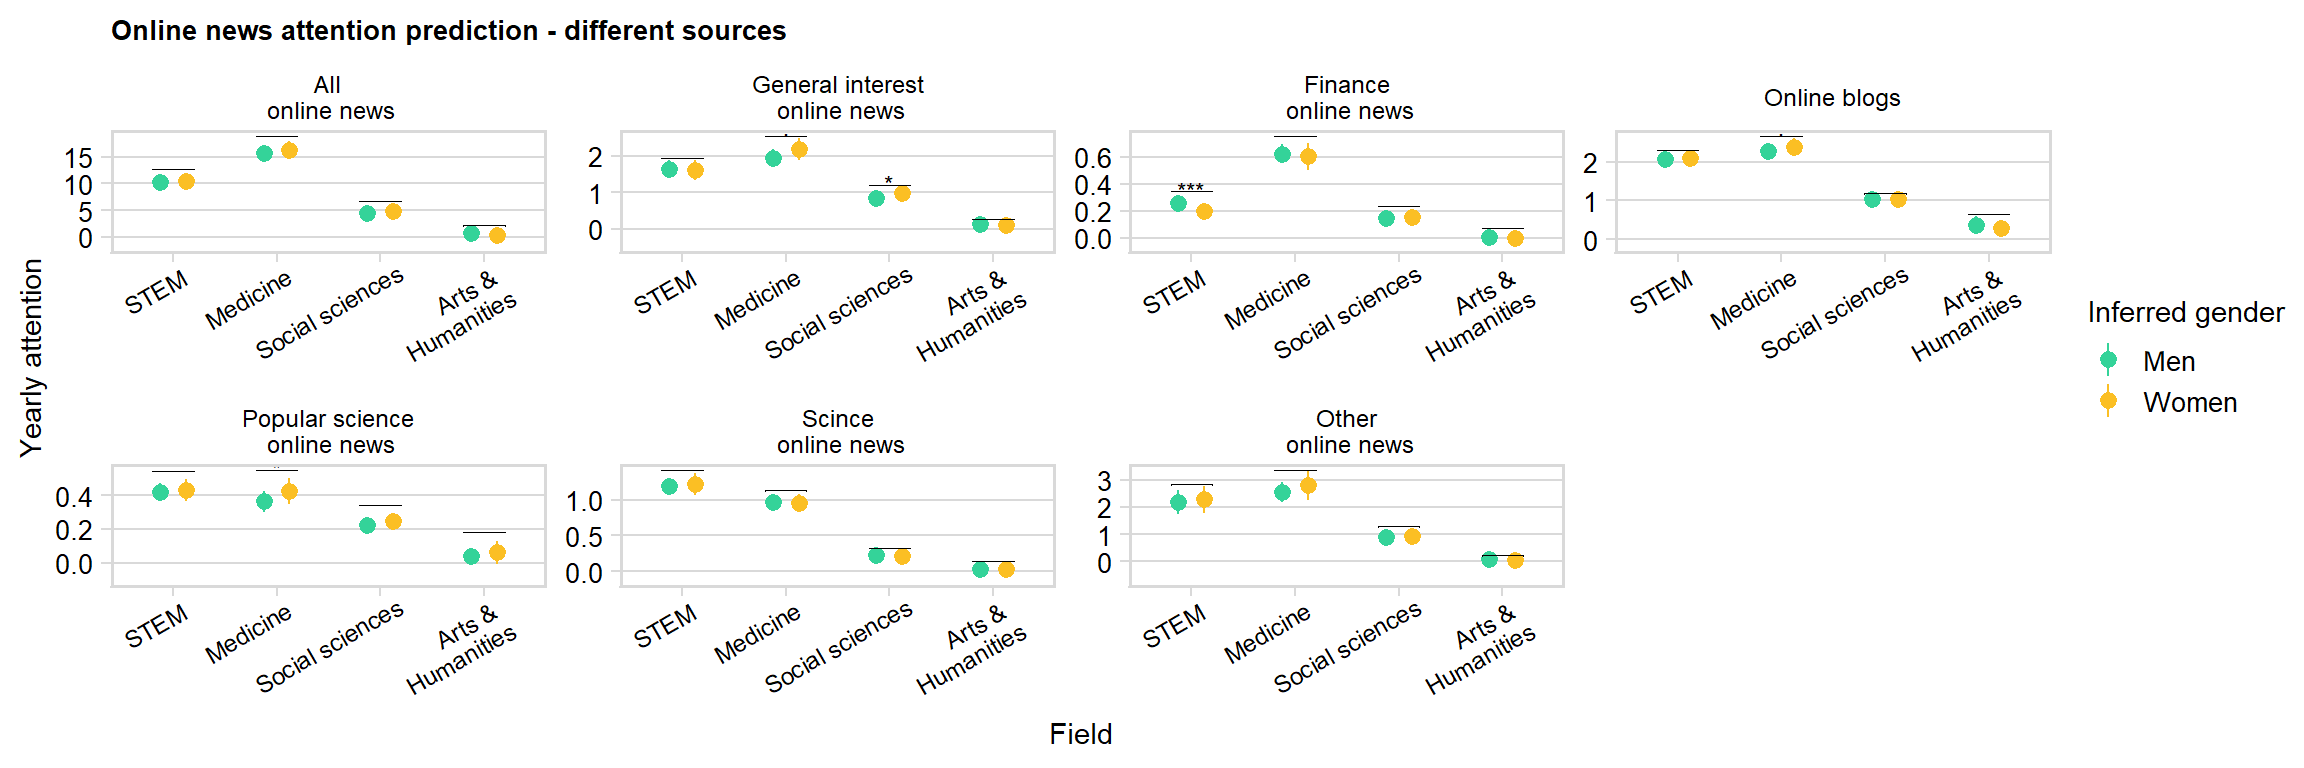 Online news attention prediction - different sources
All
online news
General interest
online news
Finance
online news
Online blogs
15
10
5
0
2
1
0
.
*
0.6
0.4
0.2
0.0
***
2
1
0
.
STEM
Medicine
Social sciences
Arts &
Humanities
STEM
Medicine
Social sciences
Arts &
Humanities
STEM
Medicine
Social sciences
Arts &
Humanities
STEM
Medicine
Social sciences
Arts &
Humanities
Yearly attention
Inferred gender
Men
Women
Popular science
online news
Scince
online news
Other
online news
0.4
0.2
0.0
1.0
0.5
0.0
3
2
1
0
STEM
Medicine
Social sciences
Arts &
Humanities
STEM
Medicine
Social sciences
Arts &
Humanities
STEM
Medicine
Social sciences
Arts &
Humanities
Field